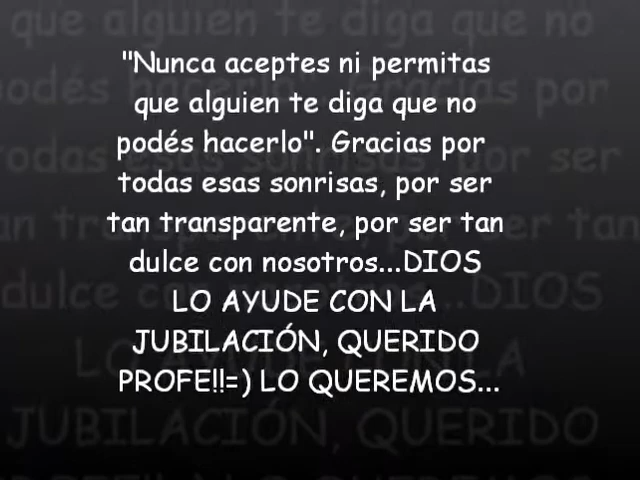 "Nunca aceptes ni permitas
que alguien te diga que no
podés hacerlo". Gracias por
todas esas sonrisas, por ser
tan transparente, por ser tan
dulce con nosotros...DIOS
LO AYUDE CON LA
JUBILACIÓN, QUERIDO
PROFE!!=) LO QUEREMOS...